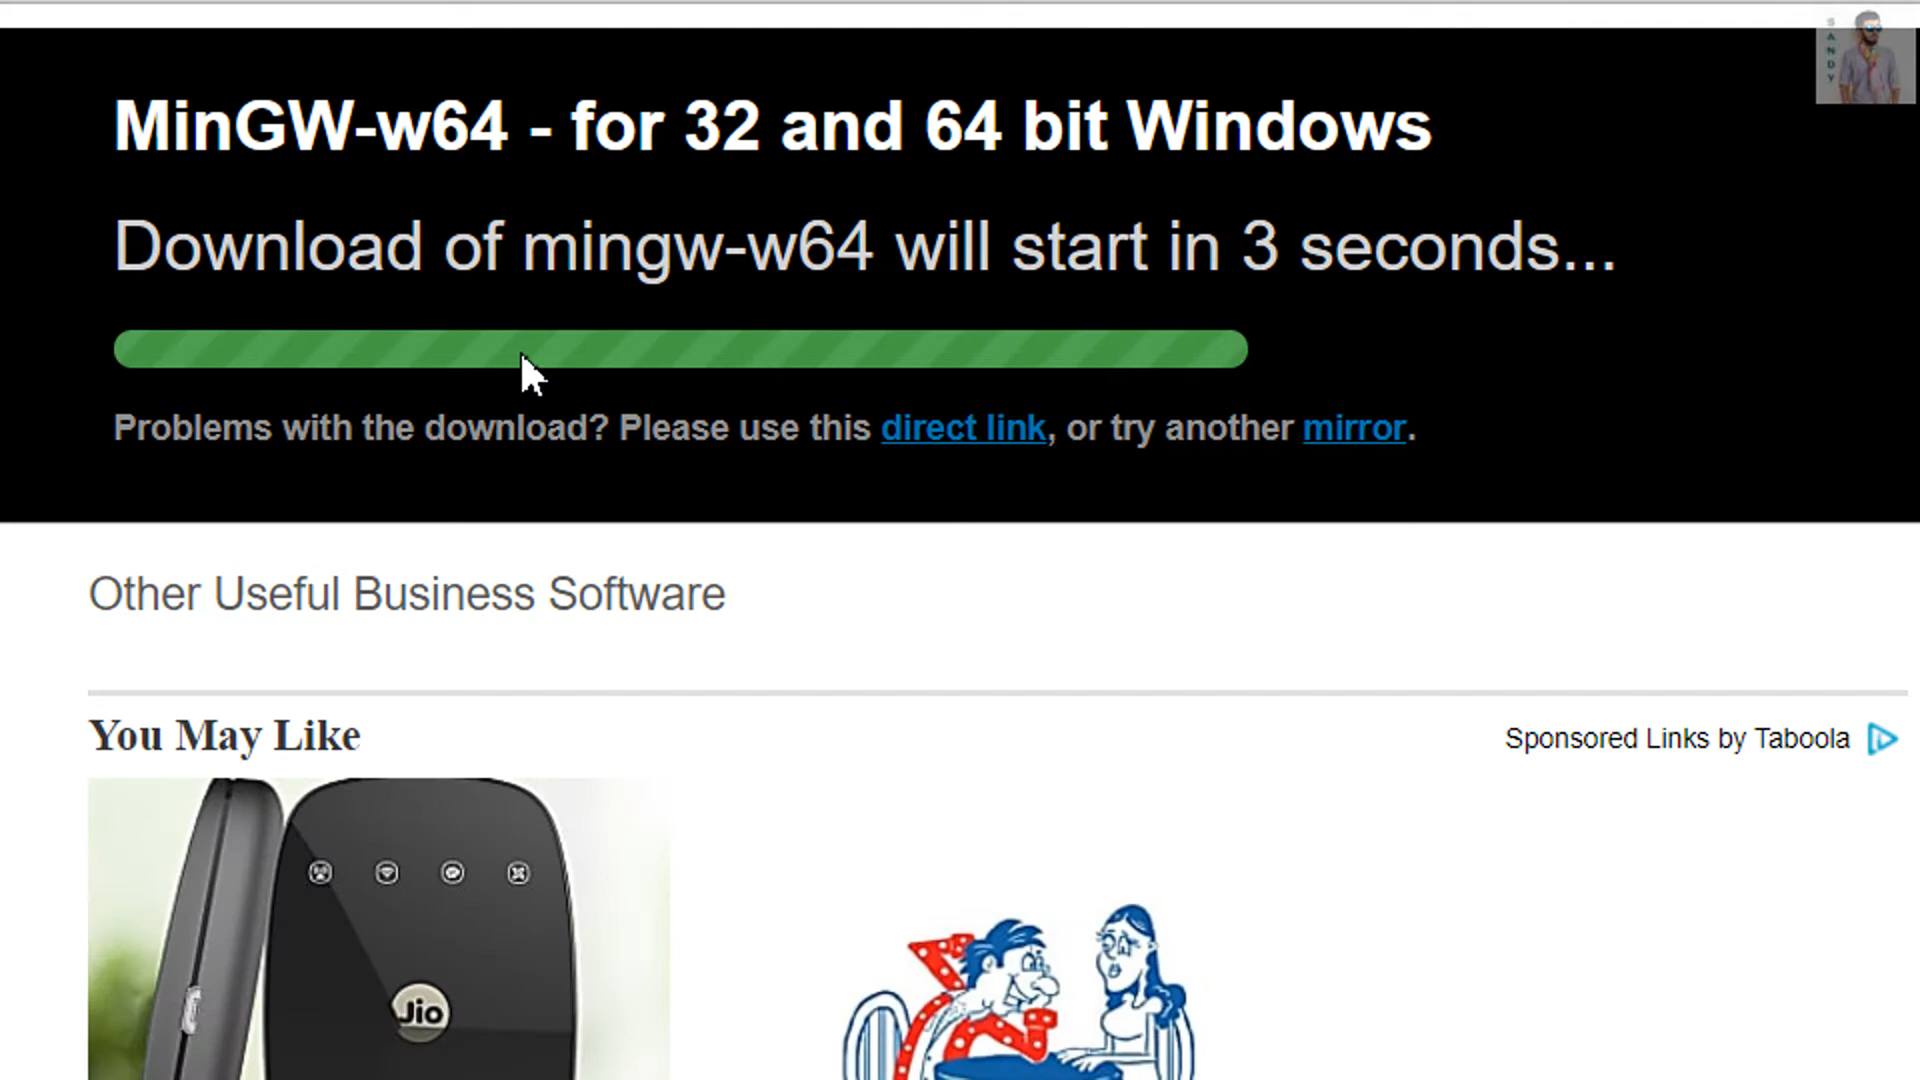 SANDY
MinGW-w64 - for 32 and 64 bit Windows
Download of mingw-w64 will start in 3 seconds...
Problems with the download? Please use this direct link, or try another mirror.
Other Useful Business Software
You May Like
Sponsored Links by Taboola
Jio